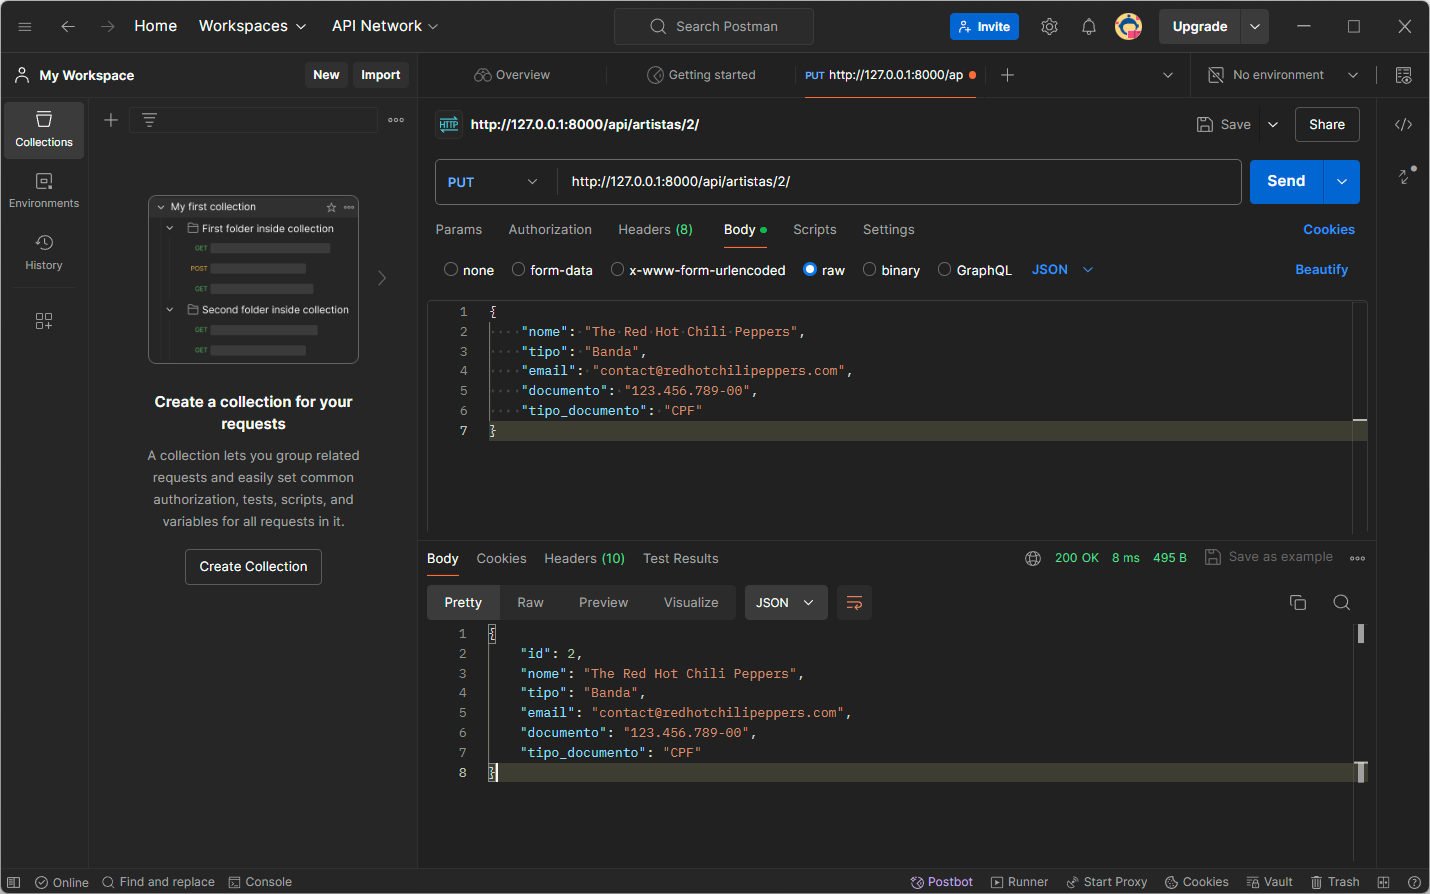 Home Workspaces API Network Search Postman Invite Upgrade
My Workspace New Import Overview Getting started PUT http://127.0.0.1:8000/ap No environment
Collections
Environments
History
My first collection
First folder inside collection
GET
POST
GET
Second folder inside collection
GET
GET
Create a collection for your
requests
A collection lets you group related
requests and easily set common
authorization, tests, scripts, and
variables for all requests in it.
Create Collection
HTTP http://127.0.0.1:8000/api/artistas/2/ Save Share
PUT http://127.0.0.1:8000/api/artistas/2/ Send
Params Authorization Headers (8) Body Scripts Settings Cookies
none form-data x-www-form-urlencoded raw binary GraphQL JSON Beautify
1 {
2 "nome": "The Red Hot Chili Peppers",
3 "tipo": "Banda",
4 "email": "contact@redhotchilipeppers.com",
5 "documento": "123.456.789-00",
6 "tipo_documento": "CPF"
7 }
Body Cookies Headers (10) Test Results 200 OK 8 ms 495 B Save as example
Pretty Raw Preview Visualize JSON
1 {
2 "id": 2,
3 "nome": "The Red Hot Chili Peppers",
4 "tipo": "Banda",
5 "email": "contact@redhotchilipeppers.com",
6 "documento": "123.456.789-00",
7 "tipo_documento": "CPF"
8 }
Online Find and replace Console Postbot Runner Start Proxy Cookies Vault Trash